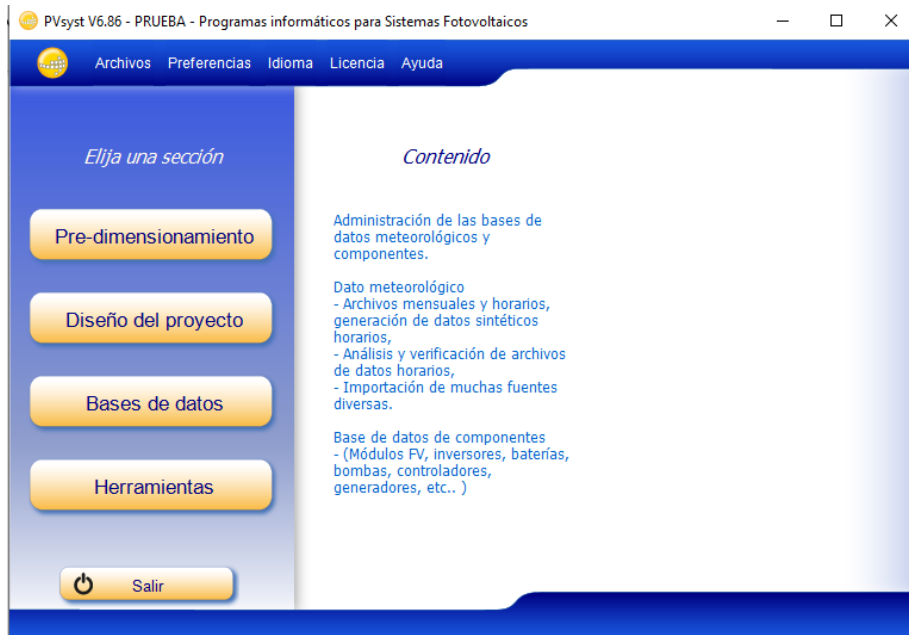 PVsyst V6.86 - PRUEBA - Programas informáticos para Sistemas Fotovoltaicos
Archivos Preferencias Idioma Licencia Ayuda
Elija una sección
Pre-dimensionamiento
Diseño del proyecto
Bases de datos
Herramientas
Salir
Contenido
Administración de las bases de
datos meteorológicos y
componentes.
Dato meteorológico
- Archivos mensuales y horarios,
generación de datos sintéticos
horarios,
- Análisis y verificación de archivos
de datos horarios,
- Importación de muchas fuentes
diversas.
Base de datos de componentes
- (Módulos FV, inversores, baterías,
bombas, controladores,
generadores, etc.. )